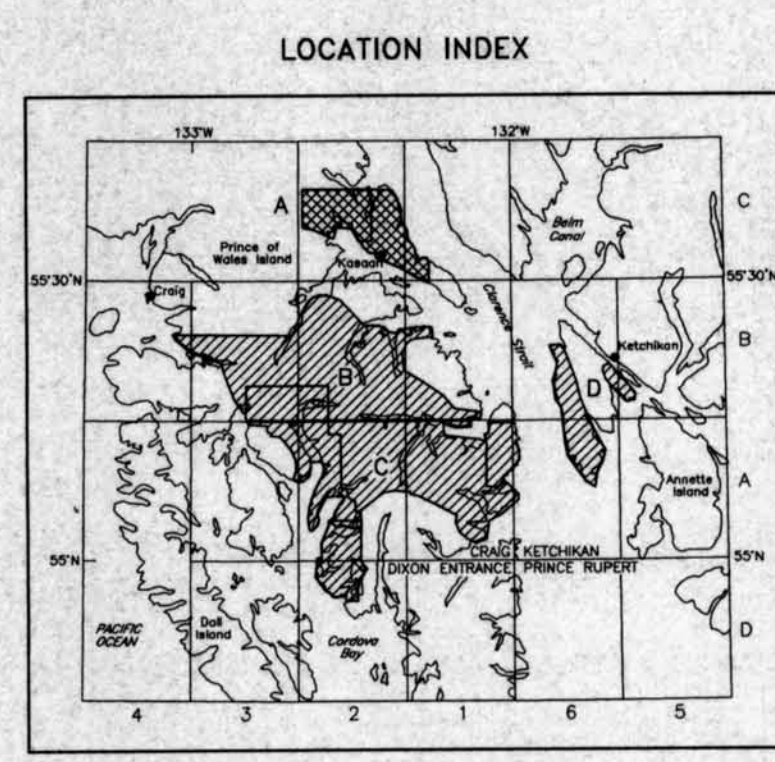 LOCATION INDEX
133°W 132°W
A
C
Prince of
Wales Island
Kasaan
Behm
Canal
55°30'N
55°30'N
Craig
Clarence Strait
B
Ketchikan
B
D
C
A
Annette
Island
CRAIG KETCHIKAN
55°N
55°N
DIXON ENTRANCE PRINCE RUPERT
PACIFIC
OCEAN
Dall
Island
Cordova
Bay
D
4 3 2 1 6 5